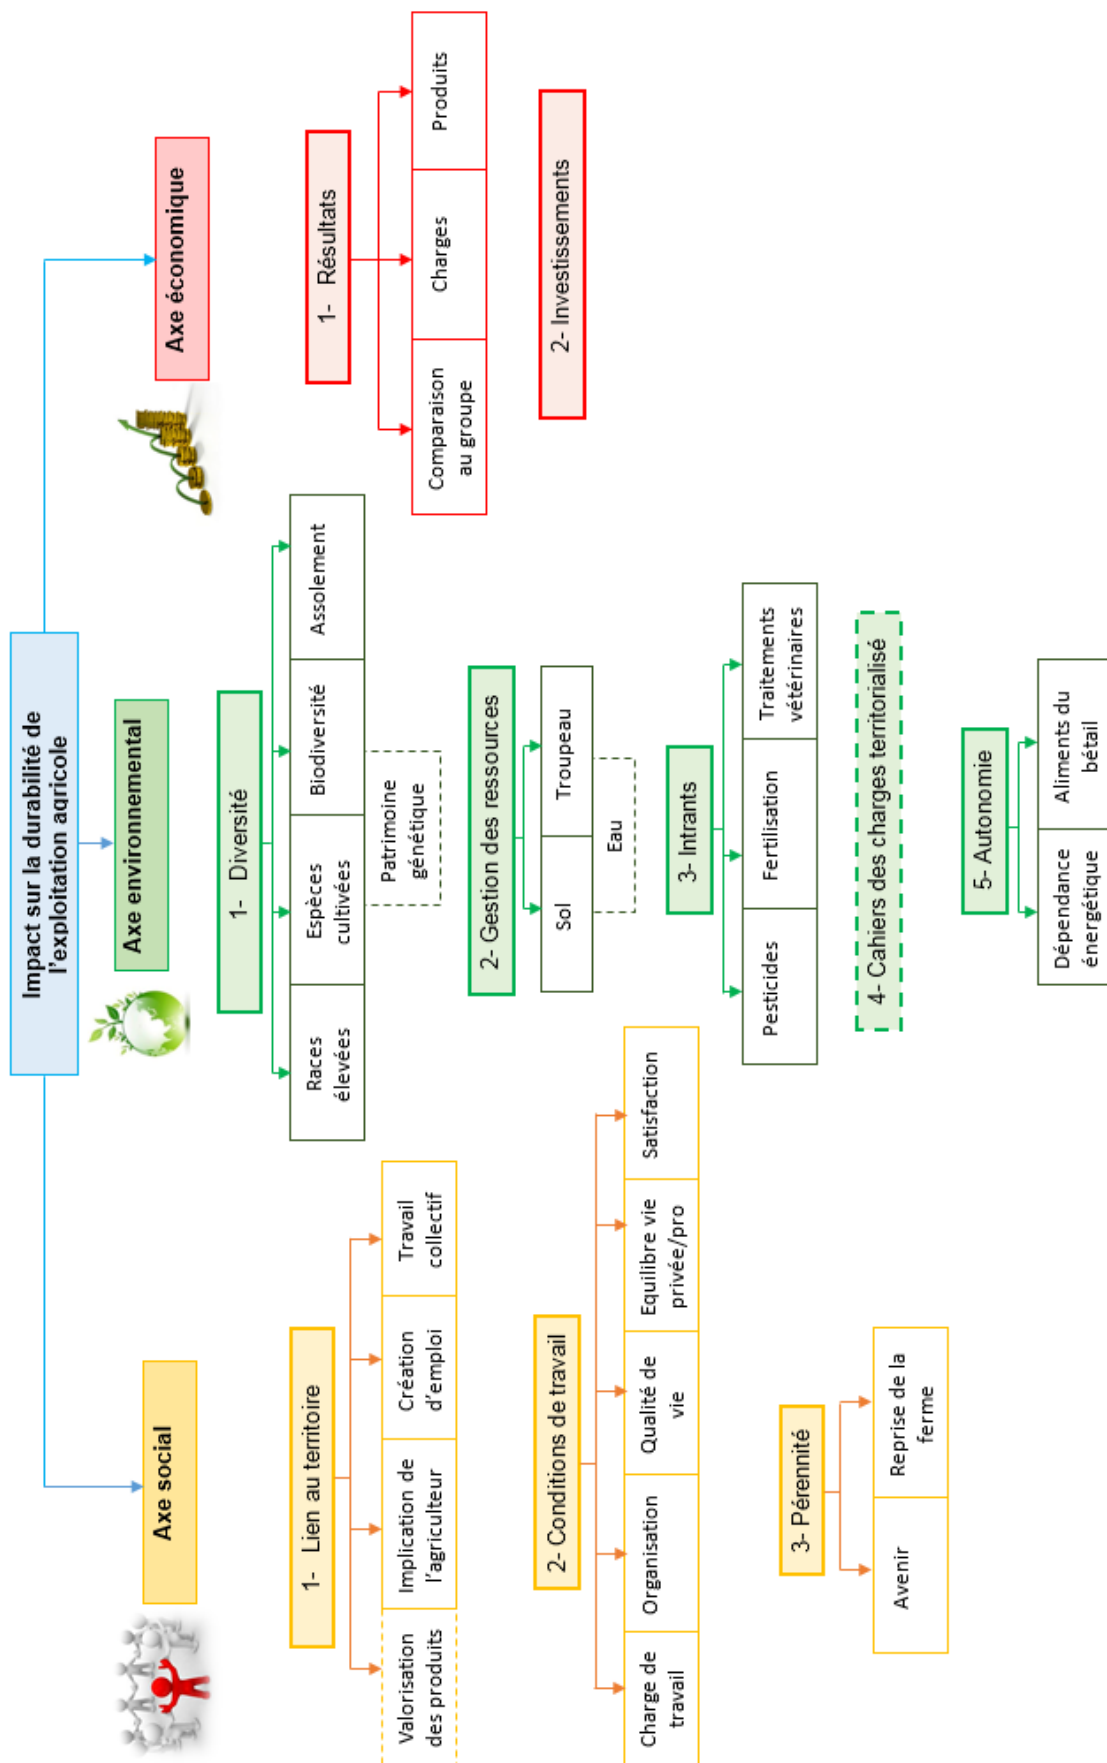 Impact sur la durabilité de
l'exploitation agricole
Axe social
1- Lien au territoire
Valorisation
des produits
Implication de
l'agriculteur
Création
d'emploi
Travail
collectif
2- Conditions de travail
Charge de
travail
Organisation
Qualité de
vie
Equilibre vie
privée/pro
Satisfaction
3- Pérennité
Avenir
Reprise de la
ferme
Axe environnemental
1- Diversité
Races
élevées
Espèces
cultivées
Biodiversité
Assolement
Patrimoine
génétique
2- Gestion des ressources
Sol
Troupeau
Eau
3- Intrants
Pesticides
Fertilisation
Traitements
vétérinaires
4- Cahiers des charges territorialisé
5- Autonomie
Dépendance
énergétique
Aliments du
bétail
Axe économique
1- Résultats
Comparaison
au groupe
Charges
Produits
2- Investissements